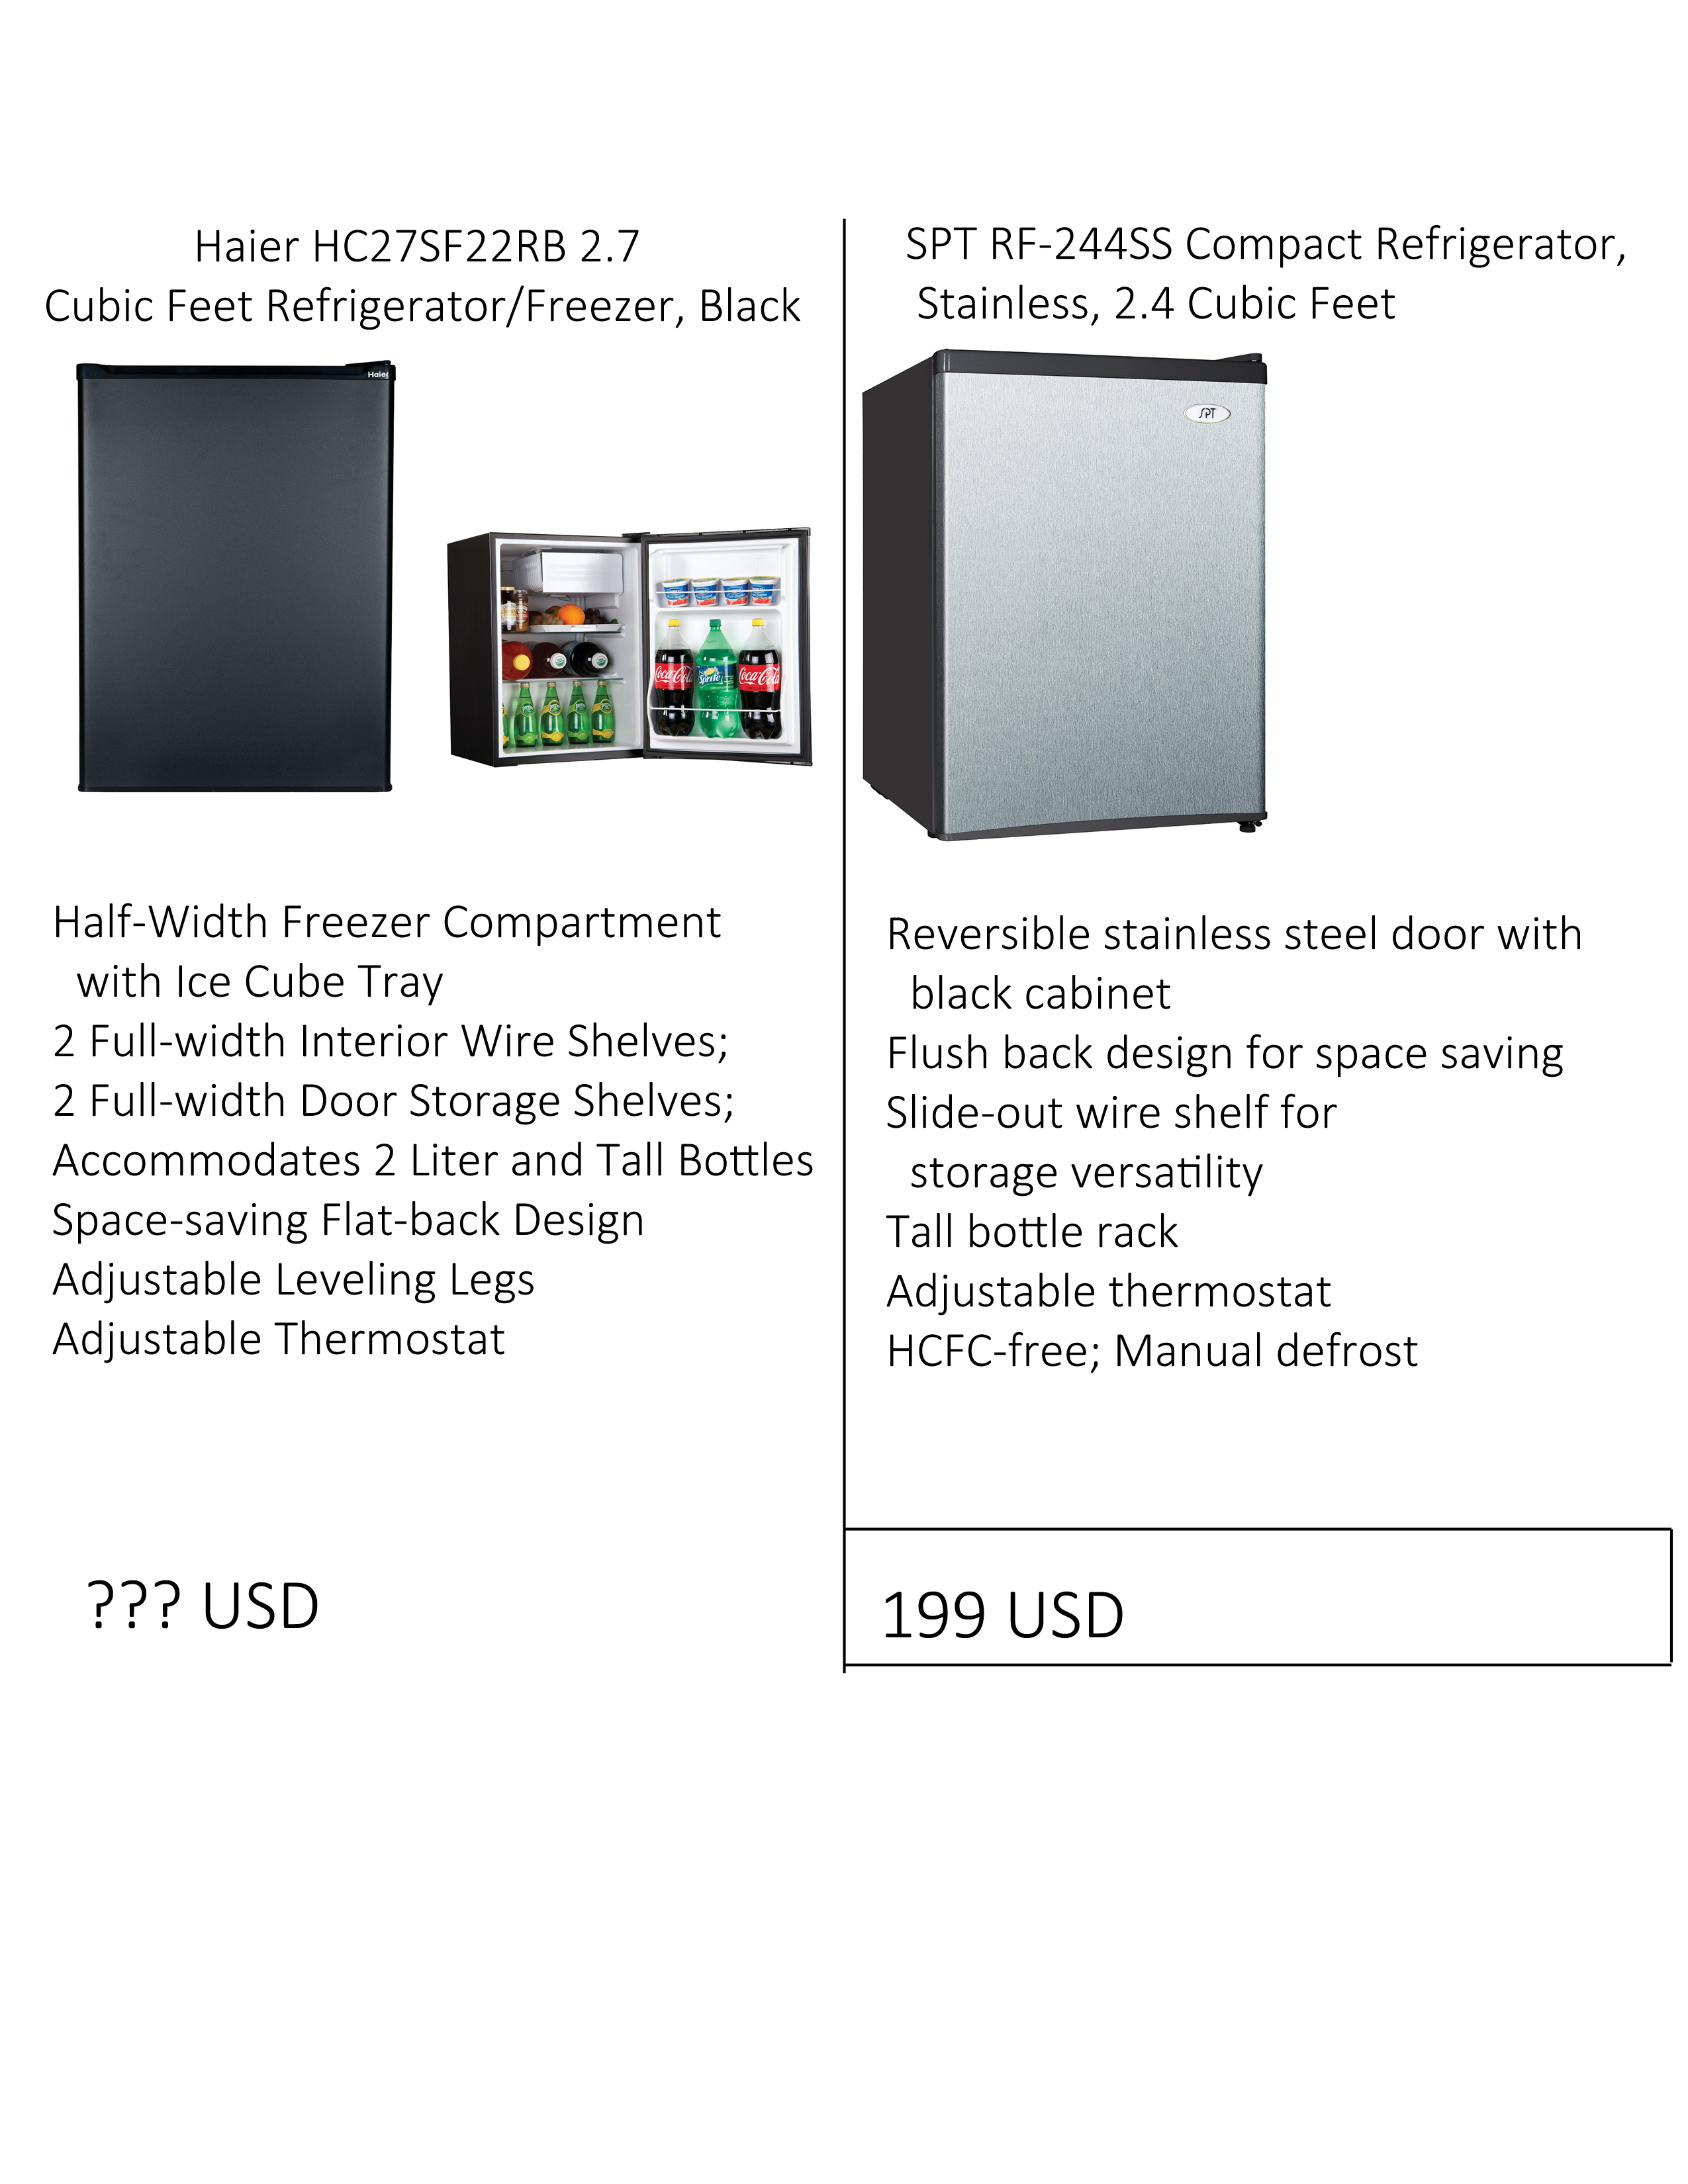 Haier HC27SF22RB 2.7
Cubic Feet Refrigerator/Freezer, Black
Haier
Coca-Cola
Sprite
Coca-Cola
Half-Width Freezer Compartment
with Ice Cube Tray
2 Full-width Interior Wire Shelves;
2 Full-width Door Storage Shelves;
Accommodates 2 Liter and Tall Bottles
Space-saving Flat-back Design
Adjustable Leveling Legs
Adjustable Thermostat
??? USD
SPT RF-244SS Compact Refrigerator,
Stainless, 2.4 Cubic Feet
SPT
Reversible stainless steel door with
black cabinet
Flush back design for space saving
Slide-out wire shelf for
storage versatility
Tall bottle rack
Adjustable thermostat
HCFC-free; Manual defrost
199 USD